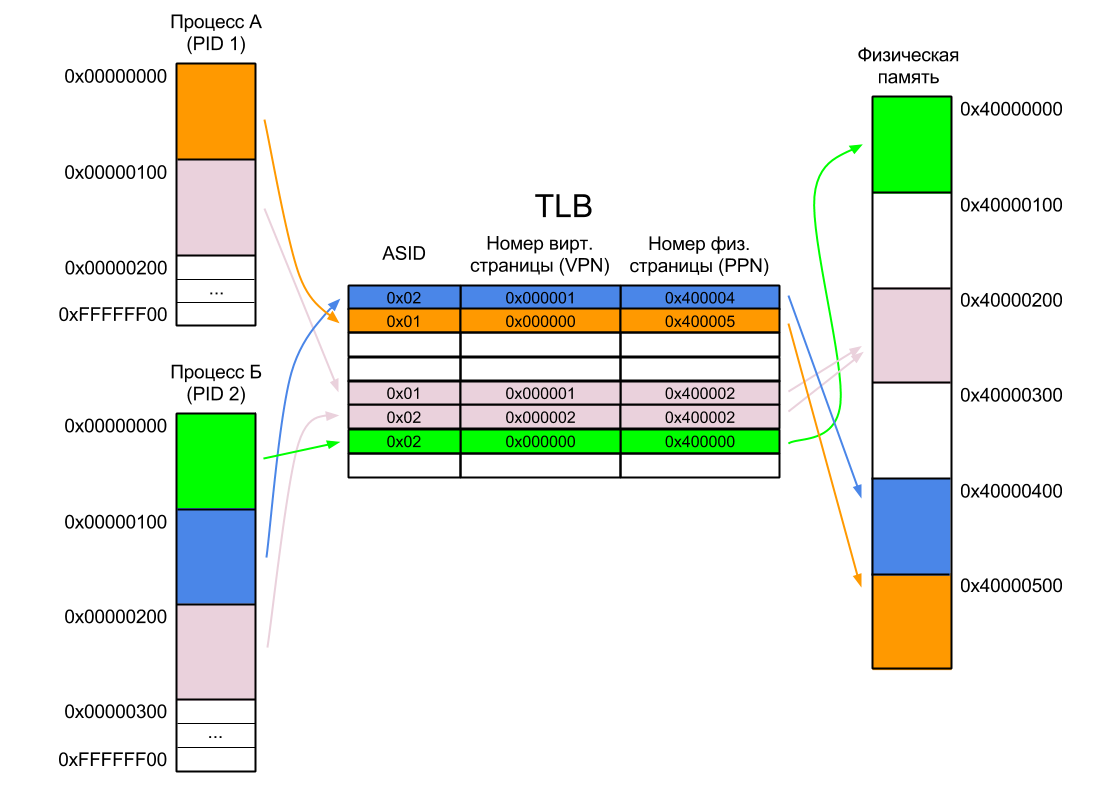 Процесс А
(PID 1)
0x00000000
0x00000100
0x00000200
...
0xFFFFFF00
Процесс Б
(PID 2)
0x00000000
0x00000100
0x00000200
0x00000300
...
0xFFFFFF00
TLB
ASID
Номер вирт.
страницы (VPN)
Номер физ.
страницы (PPN)
0x02 0x000001 0x400004
0x01 0x000000 0x400005
0x01 0x000001 0x400002
0x02 0x000002 0x400002
0x02 0x000000 0x400000
Физическая
память
0x40000000
0x40000100
0x40000200
0x40000300
0x40000400
0x40000500